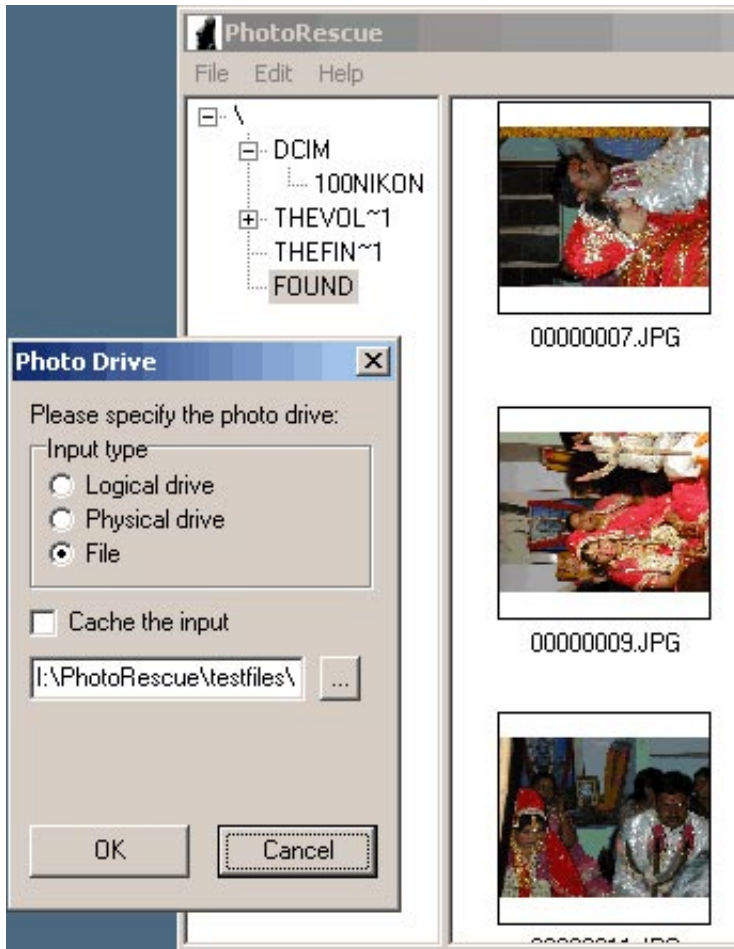 PhotoRescue
File Edit Help
\
DCIM
100NIKON
THEVOL~1
THEFIN~1
FOUND
00000007.JPG
00000009.JPG
Photo Drive
Please specify the photo drive:
Input type
Logical drive
Physical drive
File
Cache the input
I:\PhotoRescue\testfiles\
...
OK
Cancel